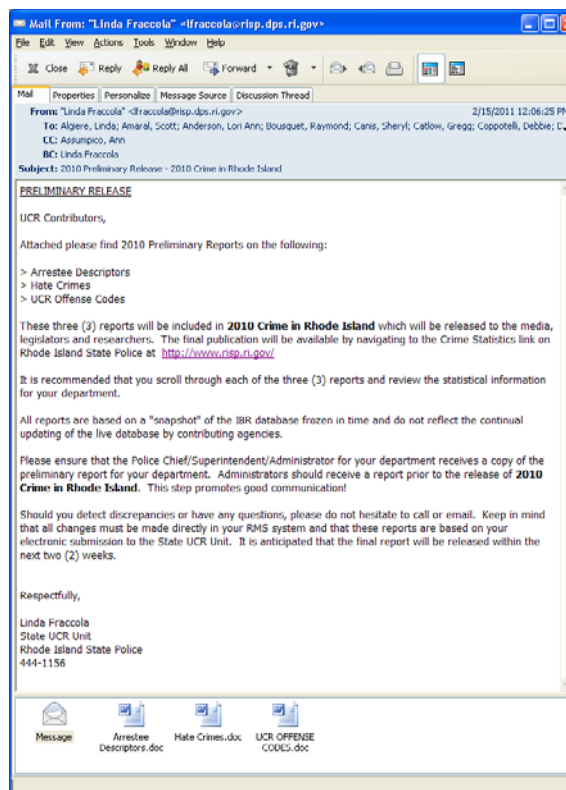 Mail From: "Linda Fraccola" <lfraccola@risp.dps.ri.gov>
File Edit View Actions Tools Window Help
Close Reply Reply All Forward
Mail Properties Personalize Message Source Discussion Thread
From: "Linda Fraccola" <lfraccola@risp.dps.ri.gov> 2/15/2011 12:06:25 PM
To: Algiere, Linda; Amaral, Scott; Anderson, Lori Ann; Bousquet, Raymond; Canis, Sheryl; Catlow, Gregg; Coppotelli, Debbie; D
CC: Assumpico, Ann
BC: Linda Fraccola
Subject: 2010 Preliminary Release - 2010 Crime in Rhode Island
PRELIMINARY RELEASE
UCR Contributors,
Attached please find 2010 Preliminary Reports on the following:
> Arrestee Descriptors
> Hate Crimes
> UCR Offense Codes
These three (3) reports will be included in 2010 Crime in Rhode Island which will be released to the media,
legislators and researchers. The final publication will be available by navigating to the Crime Statistics link on
Rhode Island State Police at http://www.risp.ri.gov/
It is recommended that you scroll through each of the three (3) reports and review the statistical information
for your department.
All reports are based on a "snapshot" of the IBR database frozen in time and do not reflect the continual
updating of the live database by contributing agencies.
Please ensure that the Police Chief/Superintendent/Administrator for your department receives a copy of the
preliminary report for your department. Administrators should receive a report prior to the release of 2010
Crime in Rhode Island. This step promotes good communication!
Should you detect discrepancies or have any questions, please do not hesitate to call or email. Keep in mind
that all changes must be made directly in your RMS system and that these reports are based on your
electronic submission to the State UCR Unit. It is anticipated that the final report will be released within the
next two (2) weeks.
Respectfully,
Linda Fraccola
State UCR Unit
Rhode Island State Police
444-1156
Message Arrestee Descriptors.doc Hate Crimes.doc UCR OFFENSE CODES.doc